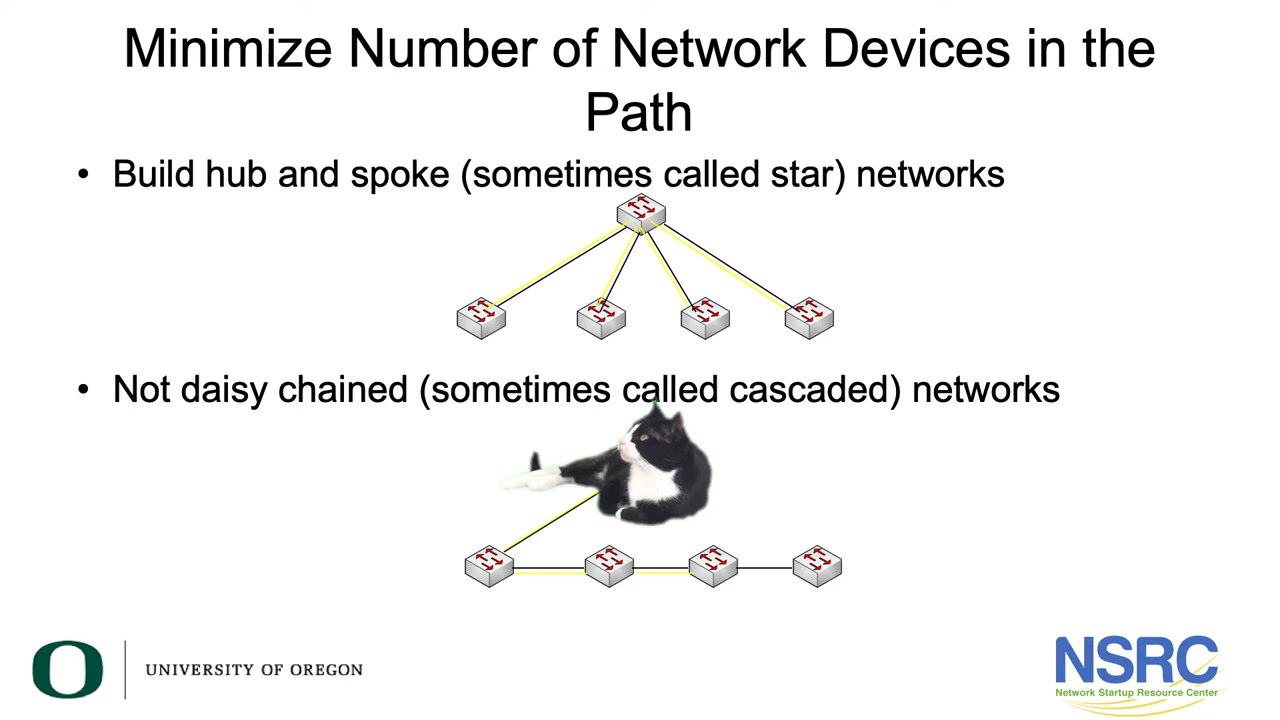 Minimize Number of Network Devices in the
Path
• Build hub and spoke (sometimes called star) networks
• Not daisy chained (sometimes called cascaded) networks
O
UNIVERSITY OF OREGON
NSRC
Network Startup Resource Center